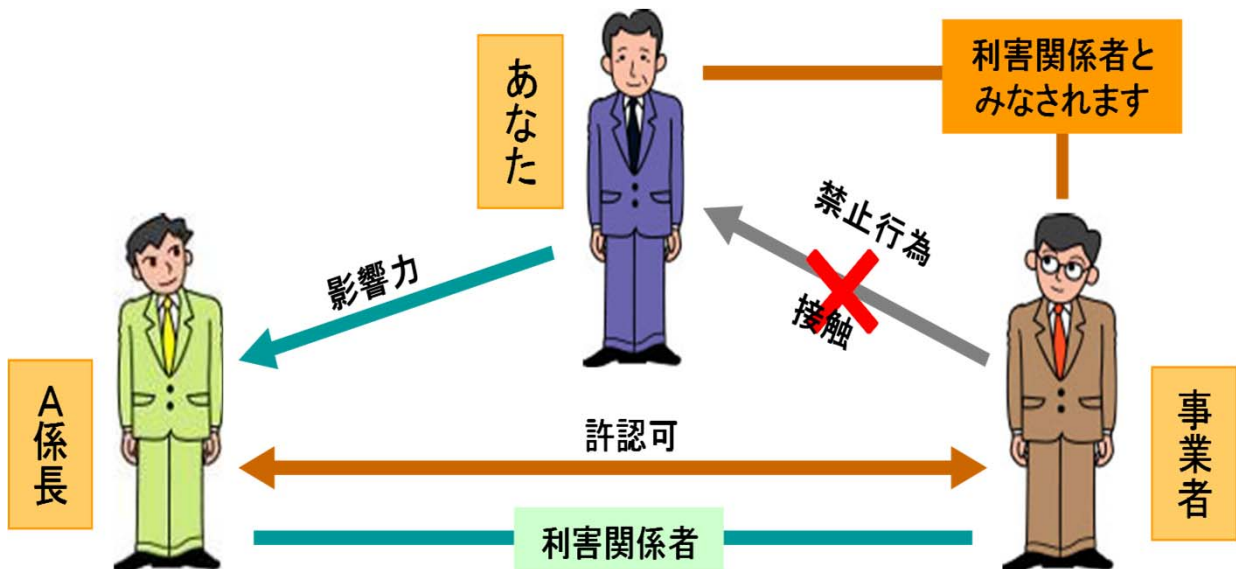 あなた
利害関係者と
みなされます
禁止行為
接触
影響力
A係長
許認可
事業者
利害関係者